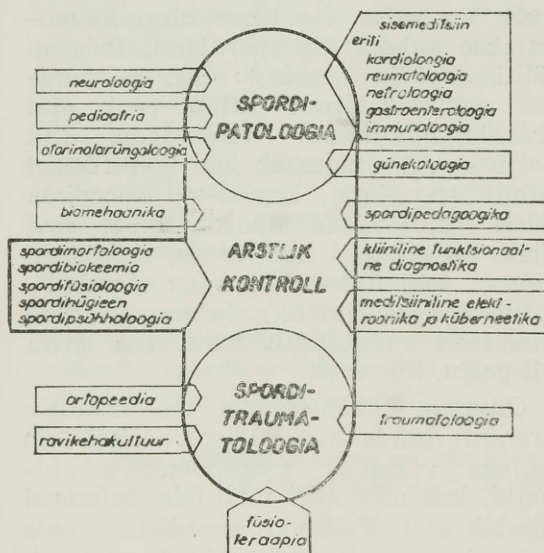 sisemeditsiin
eriti
kardioloogia
reumatoloogia
nefroloogia
gastroenteroloogia
immunoloogia
neuroloogia
pediaatria
otorinolarüngoloogia
SPORDI-
PATOLOOGIA
günekoloogia
biomehaanika
spordimorfoloogia
spordibiokeemia
spordifüsioloogia
spordihügieen
spordipsühholoogia
ARSTLIK
KONTROLL
spordipedagoogika
kliiniline funktsionaal-
ne diagnostika
meditsiiniline elekt-
roonika ja küberneetika
ortopeedia
ravikehakultuur
SPORDI-
TRAUMA-
TOLOOGIA
traumatoloogia
füsio-
teraapia